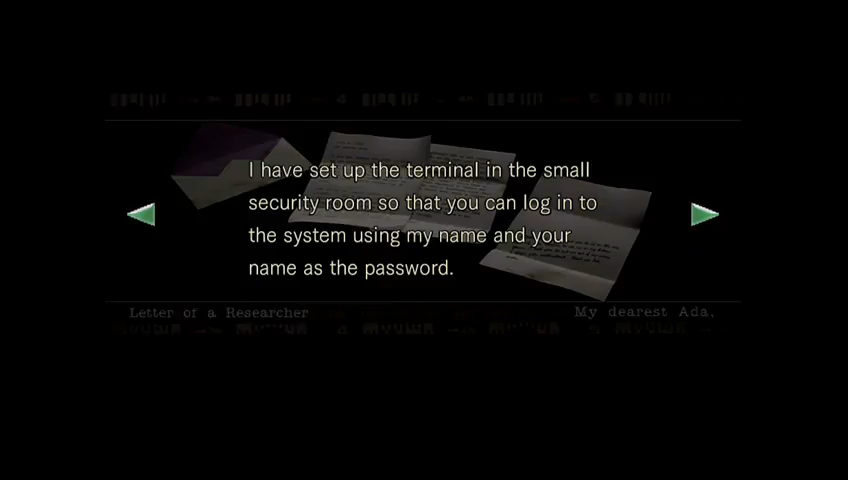 I have set up the terminal in the small
security room so that you can log in to
the system using my name and your
name as the password.
Letter of a Researcher
My dearest Ada,